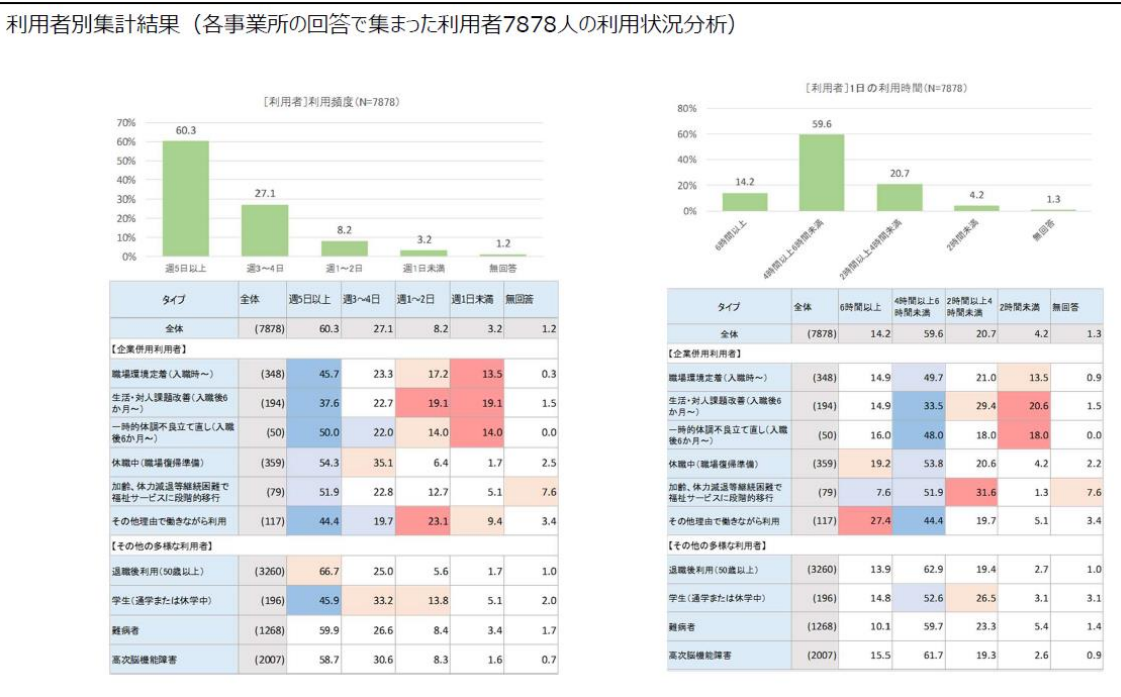 利用者別集計結果（各事業所の回答で集まった利用者7878人の利用状況分析）
[利用者]利用頻度(N=7878)
70%
60%
50%
40%
30%
20%
10%
0%
60.3
27.1
8.2
3.2
1.2
週5日以上 週3～4日 週1～2日 週1日未満 無回答
タイプ 全体 週5日以上 週3～4日 週1～2日 週1日未満 無回答
全体 (7878) 60.3 27.1 8.2 3.2 1.2
【企業併用利用者】
職場環境定着(入職時～) (348) 45.7 23.3 17.2 13.5 0.3
生活・対人課題改善(入職後6
か月～) (194) 37.6 22.7 19.1 19.1 1.5
一時的体調不良立て直し(入職
後6か月～) (50) 50.0 22.0 14.0 14.0 0.0
休職中(職場復帰準備) (359) 54.3 35.1 6.4 1.7 2.5
加齢、体力減退等継続困難で
福祉サービスに段階的移行 (79) 51.9 22.8 12.7 5.1 7.6
その他理由で働きながら利用 (117) 44.4 19.7 23.1 9.4 3.4
【その他の多様な利用者】
退職後利用(50歳以上) (3260) 66.7 25.0 5.6 1.7 1.0
学生(通学または休学中) (196) 45.9 33.2 13.8 5.1 2.0
難病者 (1268) 59.9 26.6 8.4 3.4 1.7
高次脳機能障害 (2007) 58.7 30.6 8.3 1.6 0.7
[利用者]1日の利用時間(N=7878)
80%
60%
40%
20%
0%
14.2
59.6
20.7
4.2
1.3
6時間以上 4時間以上6時間未満 2時間以上4時間未満 2時間未満 無回答
タイプ 全体 6時間以上 4時間以上6
時間未満 2時間以上4
時間未満 2時間未満 無回答
全体 (7878) 14.2 59.6 20.7 4.2 1.3
【企業併用利用者】
職場環境定着(入職時～) (348) 14.9 49.7 21.0 13.5 0.9
生活・対人課題改善(入職後6
か月～) (194) 14.9 33.5 29.4 20.6 1.5
一時的体調不良立て直し(入職
後6か月～) (50) 16.0 48.0 18.0 18.0 0.0
休職中(職場復帰準備) (359) 19.2 53.8 20.6 4.2 2.2
加齢、体力減退等継続困難で
福祉サービスに段階的移行 (79) 7.6 51.9 31.6 1.3 7.6
その他理由で働きながら利用 (117) 27.4 44.4 19.7 5.1 3.4
【その他の多様な利用者】
退職後利用(50歳以上) (3260) 13.9 62.9 19.4 2.7 1.0
学生(通学または休学中) (196) 14.8 52.6 26.5 3.1 3.1
難病者 (1268) 10.1 59.7 23.3 5.4 1.4
高次脳機能障害 (2007) 15.5 61.7 19.3 2.6 0.9